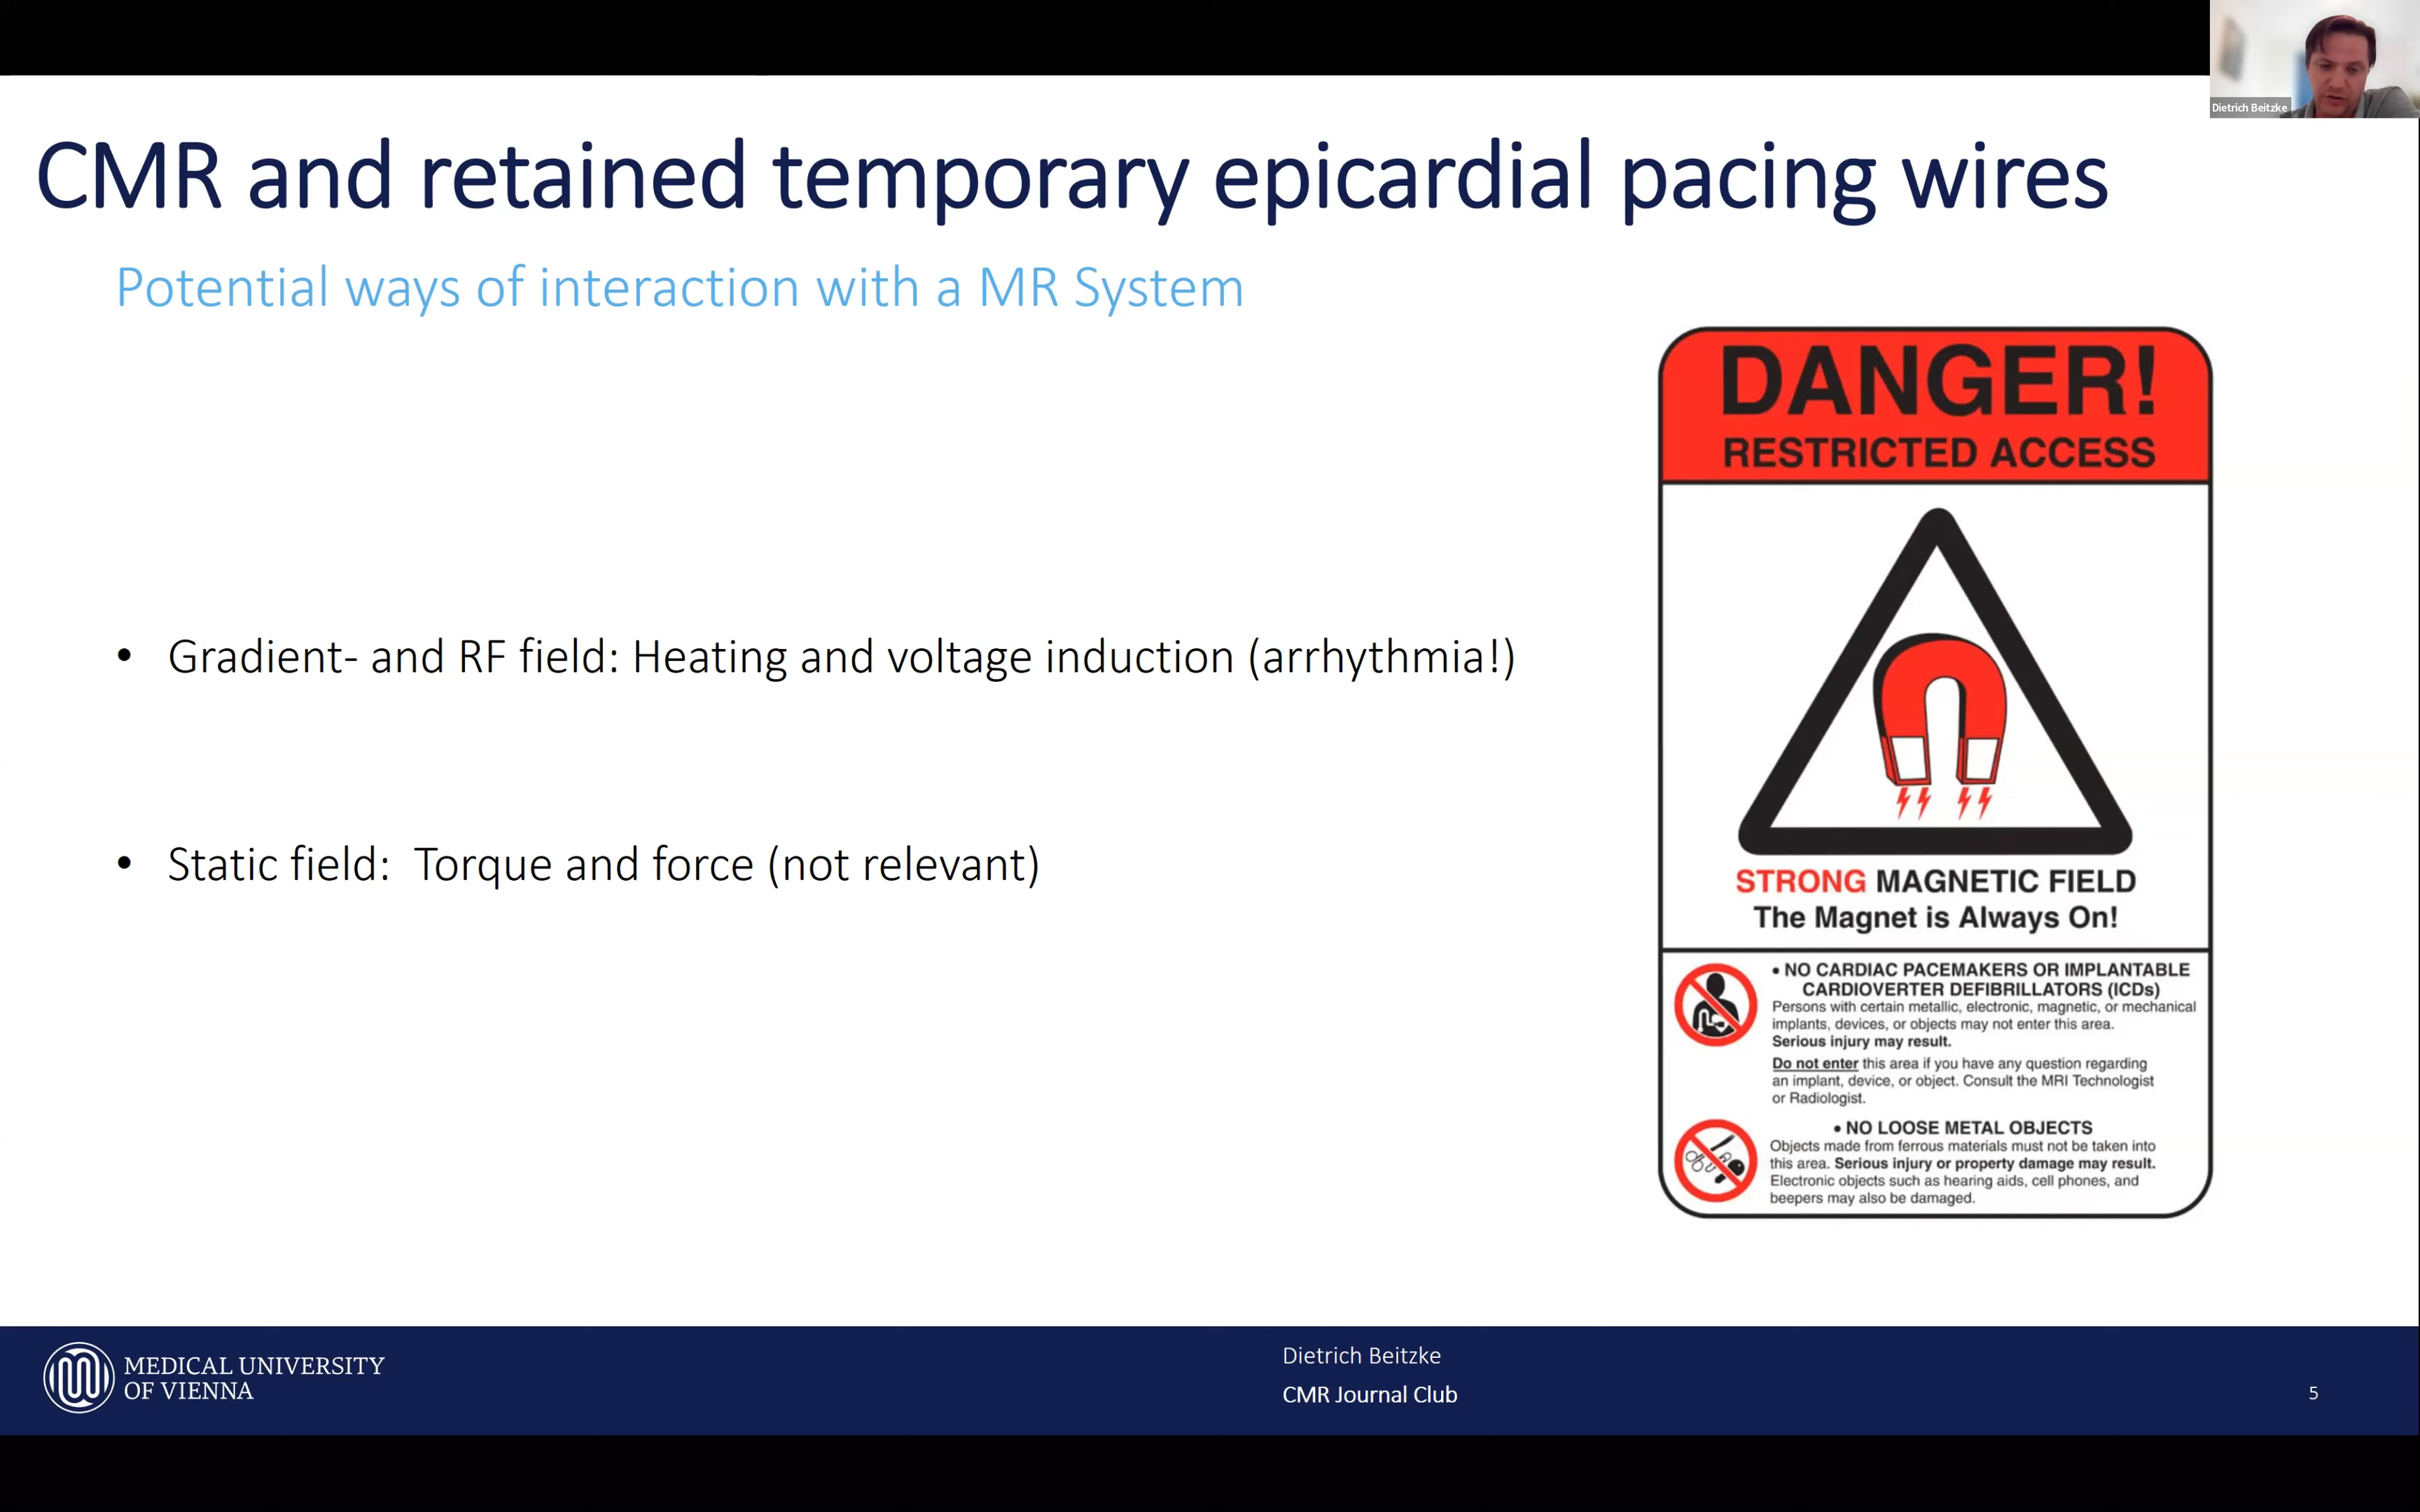 Dietrich Beitzke
CMR and retained temporary epicardial pacing wires
Potential ways of interaction with a MR System
• Gradient- and RF field: Heating and voltage induction (arrhythmia!)
• Static field:  Torque and force (not relevant)
DANGER!
RESTRICTED ACCESS
STRONG MAGNETIC FIELD
The Magnet is Always On!
• NO CARDIAC PACEMAKERS OR IMPLANTABLE
CARDIOVERTER DEFIBRILLATORS (ICDs)
Persons with certain metallic, electronic, magnetic, or mechanical
implants, devices, or objects may not enter this area.
Serious injury may result.
Do not enter this area if you have any question regarding
an implant, device, or object. Consult the MRI Technologist
or Radiologist.
• NO LOOSE METAL OBJECTS
Objects made from ferrous materials must not be taken into
this area. Serious injury or property damage may result.
Electronic objects such as hearing aids, cell phones, and
beepers may also be damaged.
MEDICAL UNIVERSITY
OF VIENNA
Dietrich Beitzke
CMR Journal Club
5